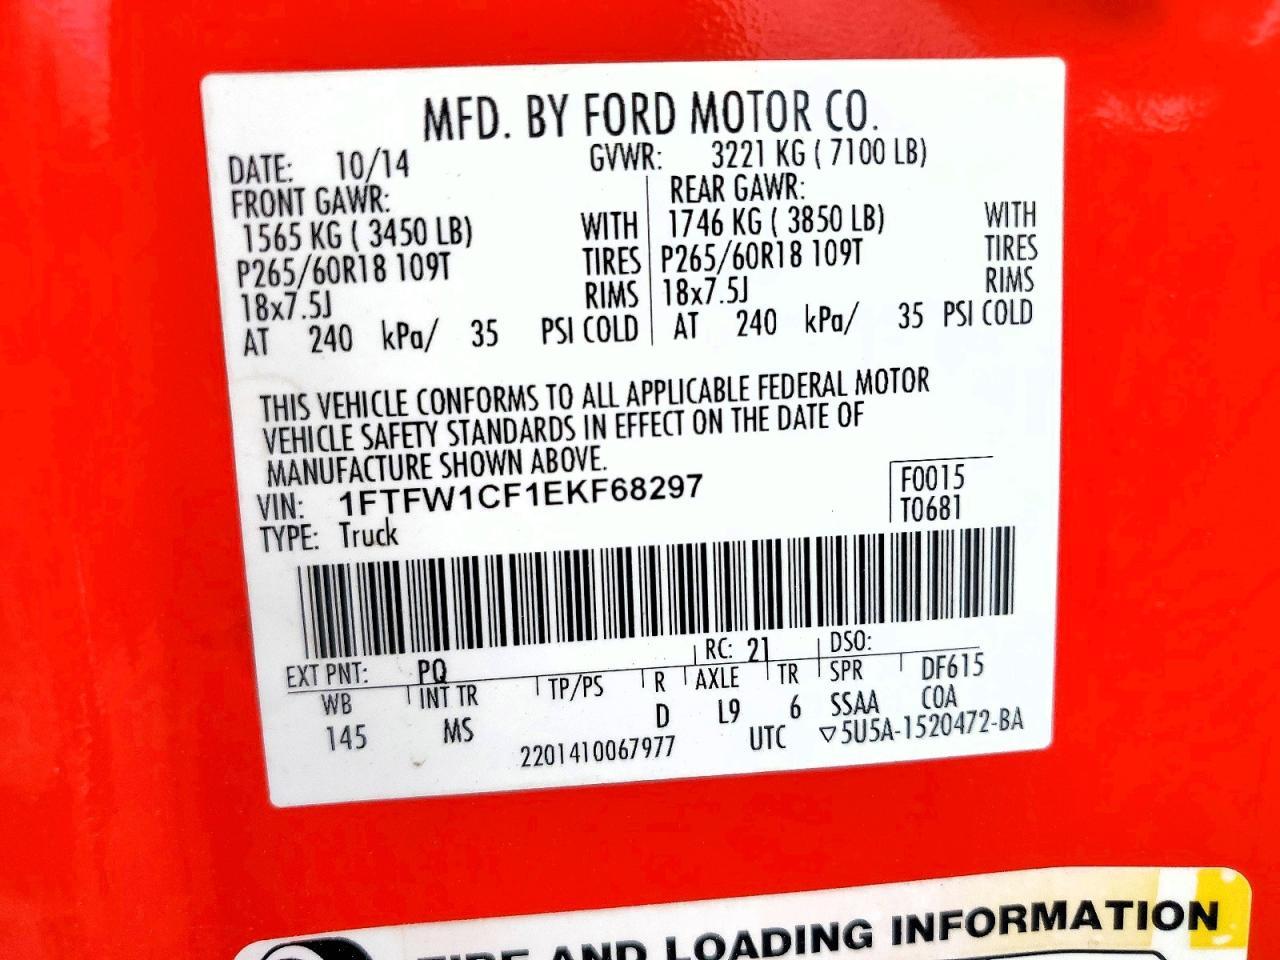 MFD. BY FORD MOTOR CO.
DATE: 10/14 GVWR: 3221 KG ( 7100 LB)
FRONT GAWR: REAR GAWR:
1565 KG ( 3450 LB) WITH 1746 KG ( 3850 LB) WITH
P265/60R18 109T TIRES P265/60R18 109T TIRES
18x7.5J RIMS 18x7.5J RIMS
AT 240 kPa/ 35 PSI COLD AT 240 kPa/ 35 PSI COLD
THIS VEHICLE CONFORMS TO ALL APPLICABLE FEDERAL MOTOR
VEHICLE SAFETY STANDARDS IN EFFECT ON THE DATE OF
MANUFACTURE SHOWN ABOVE.
VIN: 1FTFW1CF1EKF68297 F0015
TYPE: Truck T0681
EXT PNT: PQ RC: 21 DSO:
WB INT TR TP/PS R AXLE TR SPR DF615
145 MS D L9 6 SSAA COA
2201410067977 UTC ▽5U5A-1520472-BA
TIRE AND LOADING INFORMATION